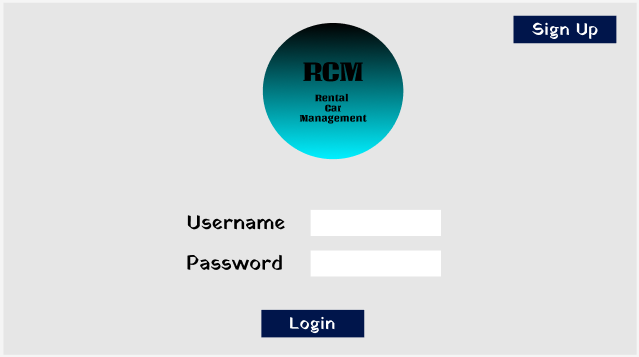 Sign Up
RCM
Rental
Car
Management
Username
Password
Login